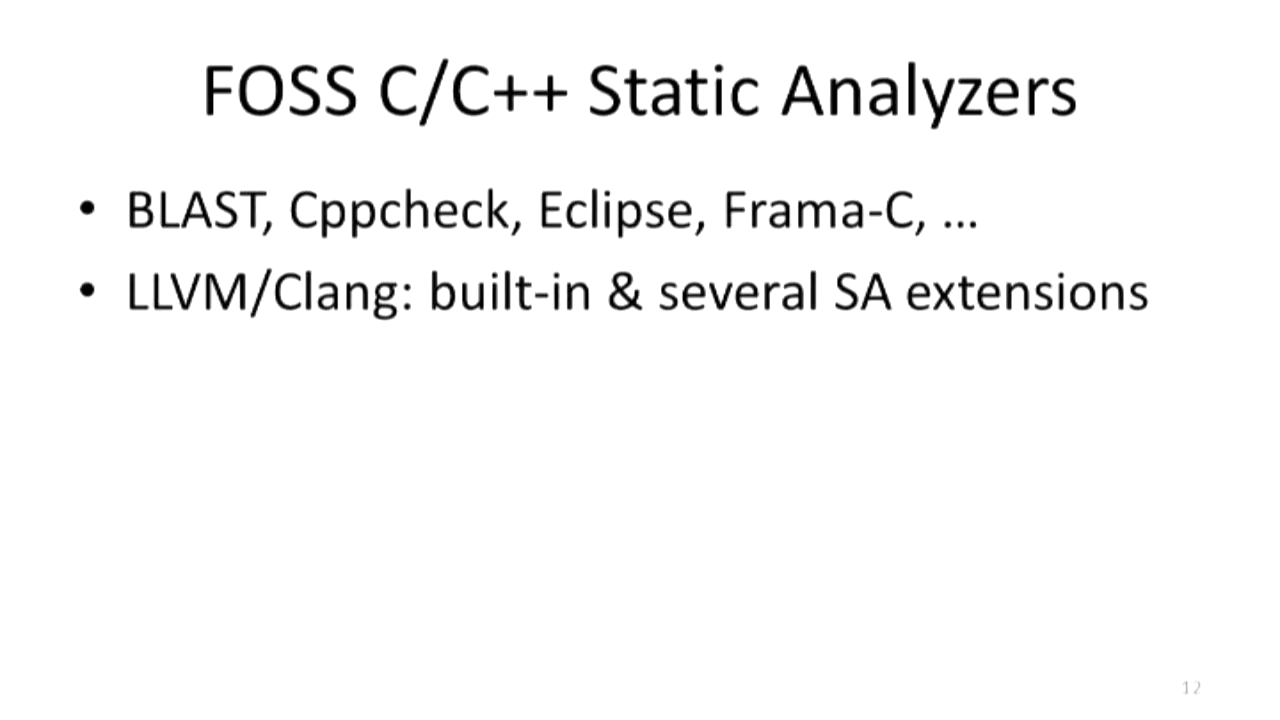 FOSS C/C++ Static Analyzers
• BLAST, Cppcheck, Eclipse, Frama-C, ...
• LLVM/Clang: built-in & several SA extensions
12